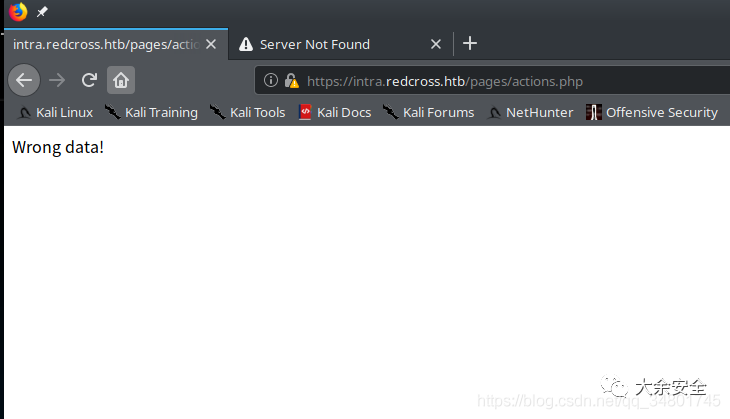 intra.redcross.htb/pages/actio
Server Not Found
https://intra.redcross.htb/pages/actions.php
Kali Linux Kali Training Kali Tools Kali Docs Kali Forums NetHunter Offensive Security
Wrong data!
大余安全
https://blog.csdn.net/qq_34801745